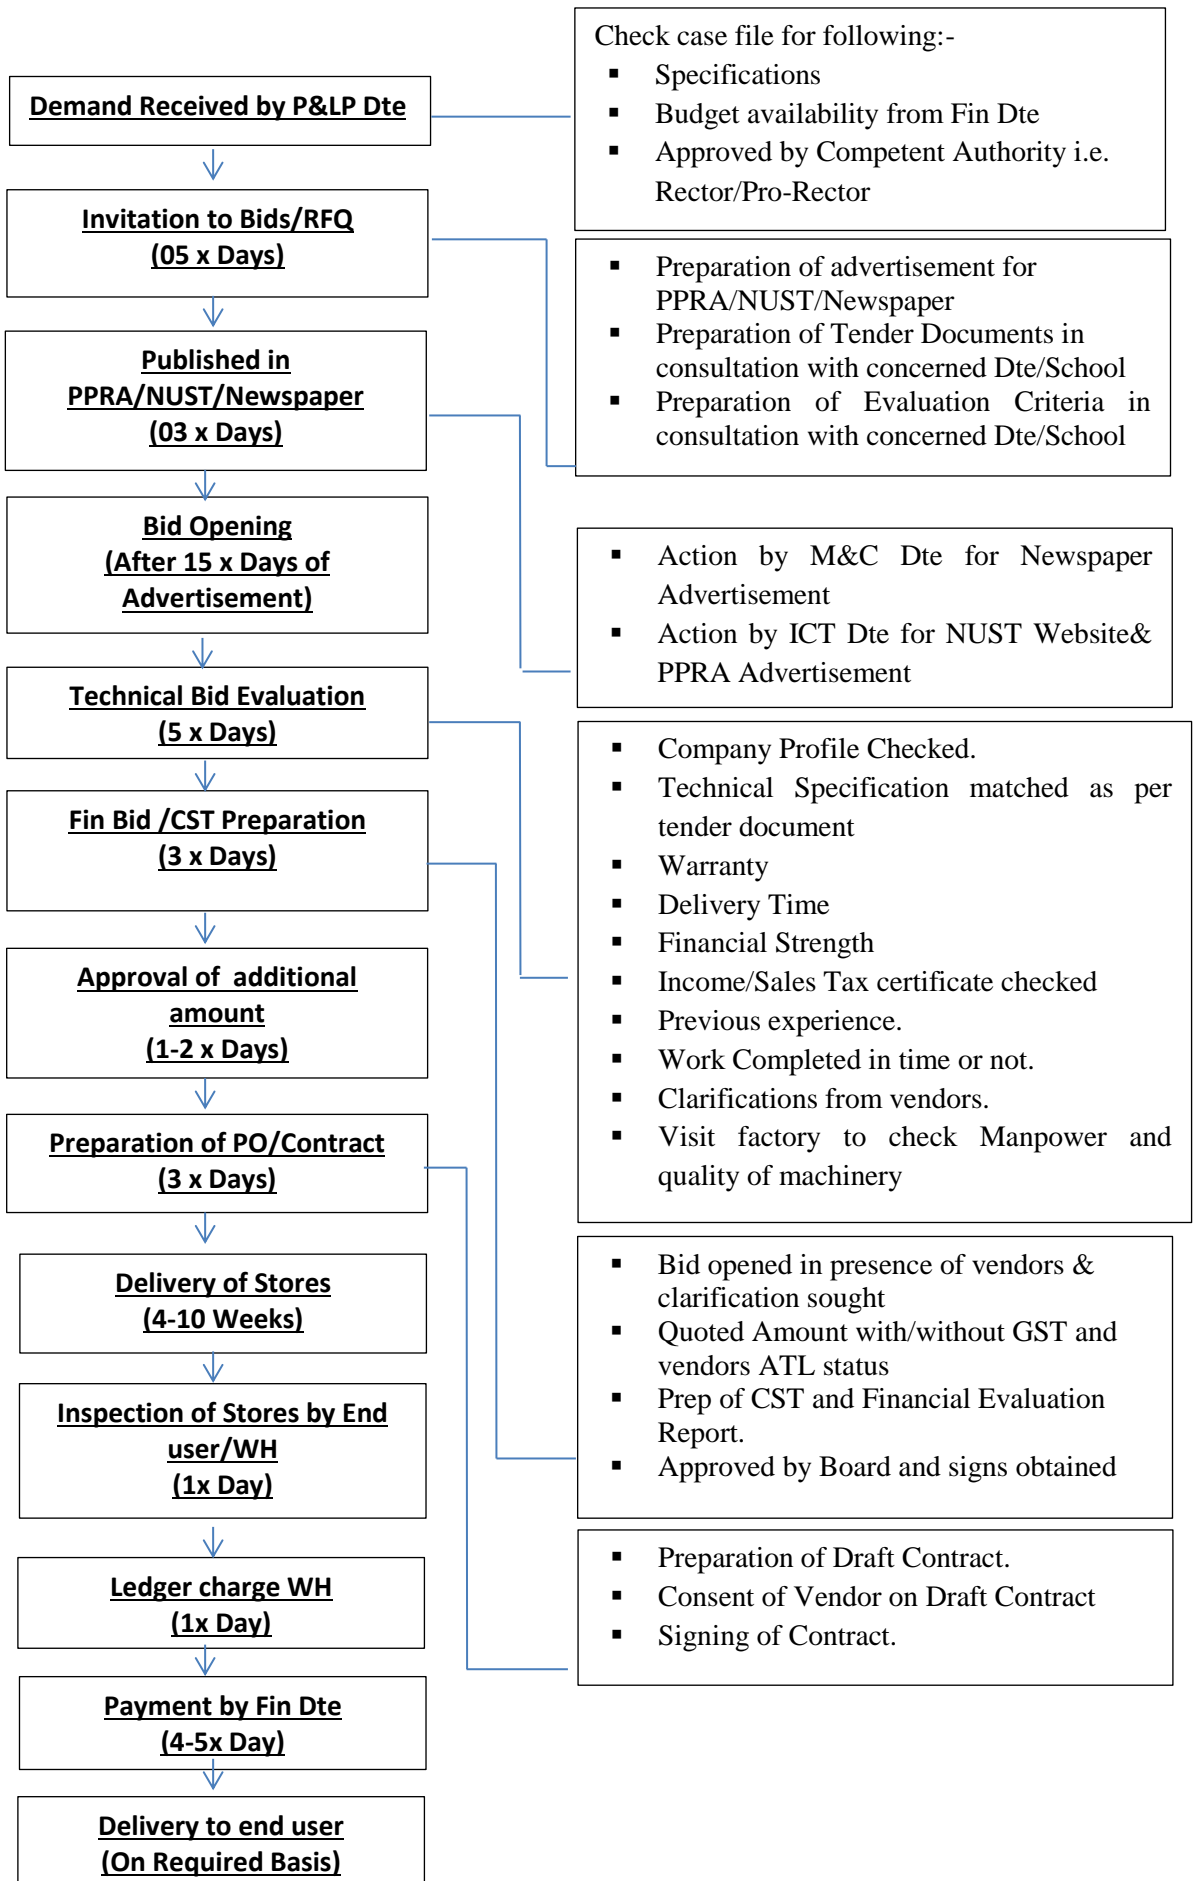 Demand Received by P&LP Dte
Invitation to Bids/RFQ
(05 x Days)
Published in
PPRA/NUST/Newspaper
(03 x Days)
Bid Opening
(After 15 x Days of
Advertisement)
Technical Bid Evaluation
(5 x Days)
Fin Bid /CST Preparation
(3 x Days)
Approval of  additional
amount
(1-2 x Days)
Preparation of PO/Contract
(3 x Days)
Delivery of Stores
(4-10 Weeks)
Inspection of Stores by End
user/WH
(1x Day)
Ledger charge WH
(1x Day)
Payment by Fin Dte
(4-5x Day)
Delivery to end user
(On Required Basis)
Check case file for following:-
▪ Specifications
▪ Budget availability from Fin Dte
▪ Approved by Competent Authority i.e.
Rector/Pro-Rector
▪ Preparation of advertisement for
PPRA/NUST/Newspaper
▪ Preparation of Tender Documents in
consultation with concerned Dte/School
▪ Preparation of Evaluation Criteria in
consultation with concerned Dte/School
▪ Action by M&C Dte for Newspaper
Advertisement
▪ Action by ICT Dte for NUST Website&
PPRA Advertisement
▪ Company Profile Checked.
▪ Technical Specification matched as per
tender document
▪ Warranty
▪ Delivery Time
▪ Financial Strength
▪ Income/Sales Tax certificate checked
▪ Previous experience.
▪ Work Completed in time or not.
▪ Clarifications from vendors.
▪ Visit factory to check Manpower and
quality of machinery
▪ Bid opened in presence of vendors &
clarification sought
▪ Quoted Amount with/without GST and
vendors ATL status
▪ Prep of CST and Financial Evaluation
Report.
▪ Approved by Board and signs obtained
▪ Preparation of Draft Contract.
▪ Consent of Vendor on Draft Contract
▪ Signing of Contract.